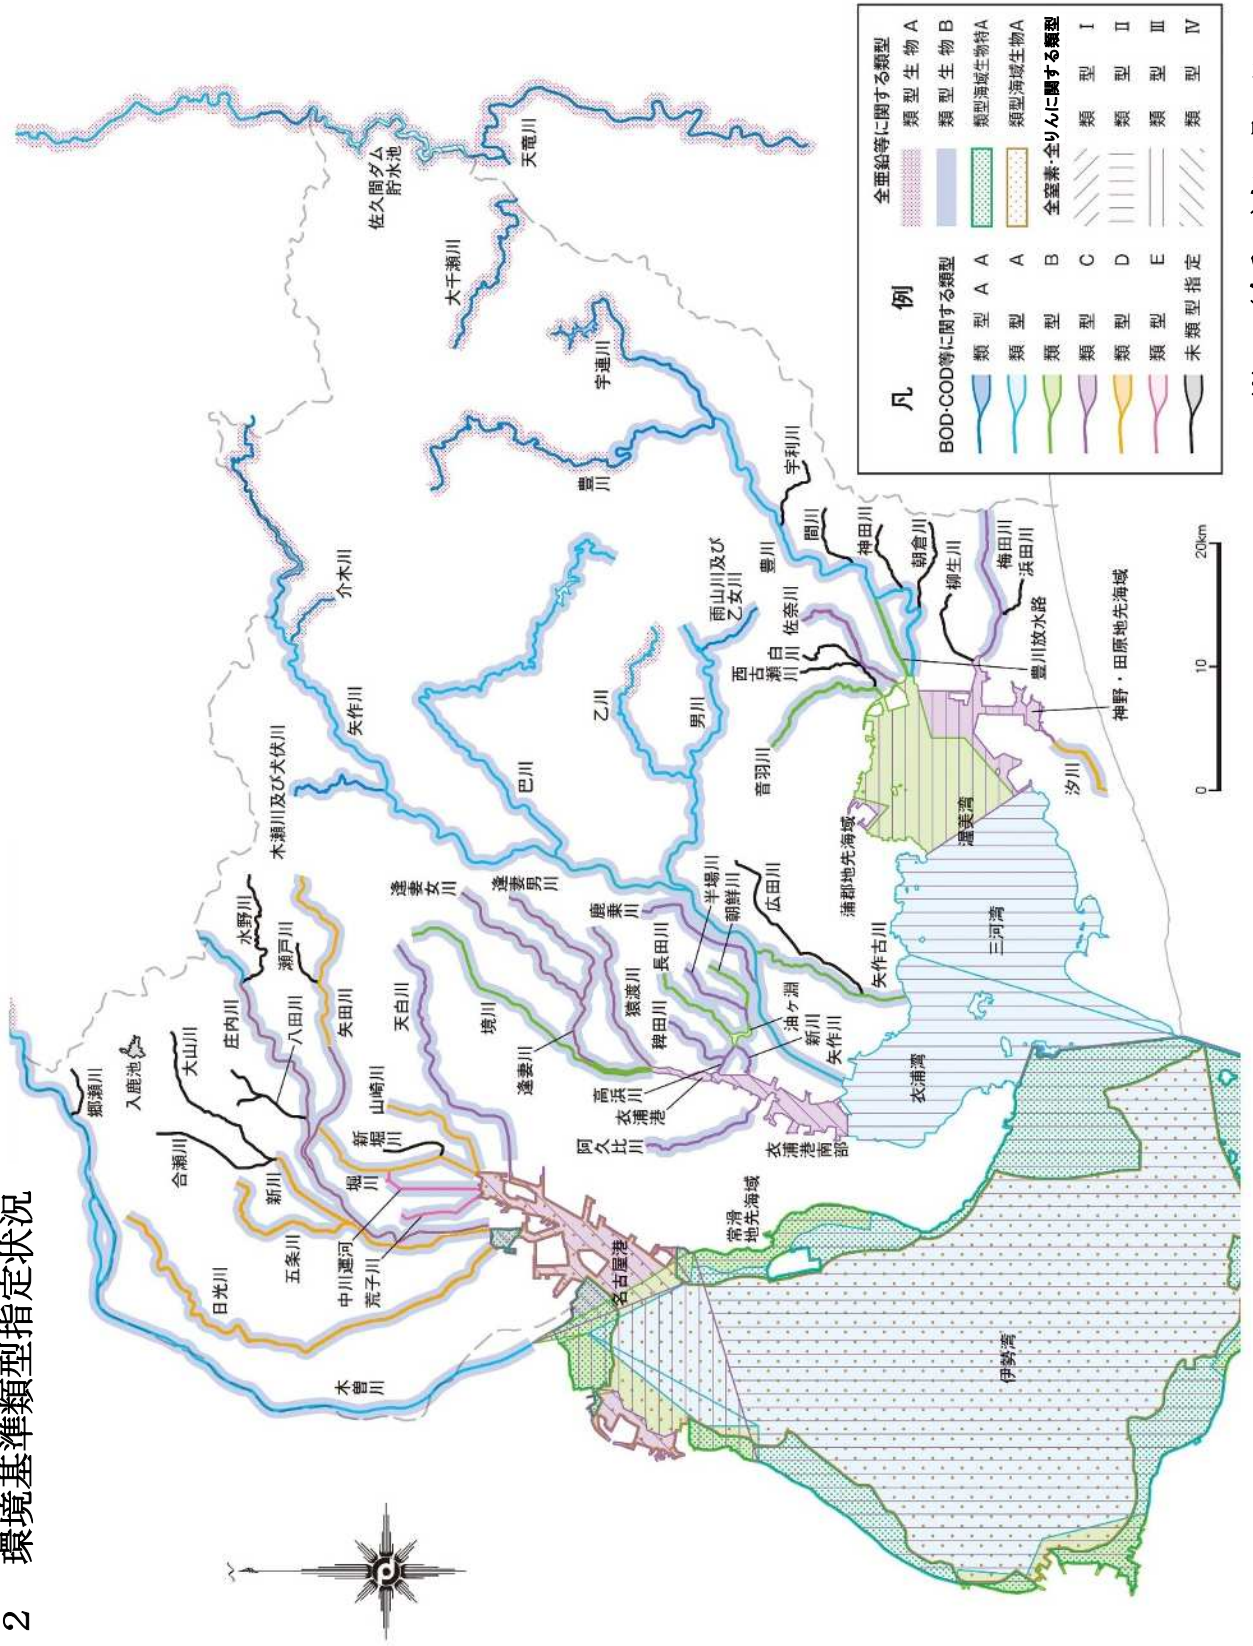 2 環境基準類型指定状況
木曽川
日光川
郷瀬川
入鹿池
合瀬川
大山川
新川
五条川
庄内川
八田川
水野川
瀬戸川
矢田川
中川運河
荒子川
堀川
新堀川
山崎川
天白川
名古屋港
常滑地先海域
伊勢湾
木瀬川及び犬伏川
矢作川
介木川
逢妻女川
逢妻男川
境川
逢妻川
猿渡川
鹿乗川
稗田川
長田川
半場川
朝鮮川
広田川
高浜川
衣浦港
油ヶ淵
新川
矢作川
矢作古川
阿久比川
衣浦港南部
衣浦湾
三河湾
巴川
乙川
男川
雨山川及び乙女川
音羽川
西古瀬川
白川
佐奈川
蒲郡地先海域
渥美湾
豊川
豊川
宇連川
大千瀬川
佐久間ダム貯水池
天竜川
宇利川
間川
神田川
朝倉川
柳生川
梅田川
浜田川
豊川放水路
神野・田原地先海域
汐川
0 10 20km
凡例
BOD・COD等に関する類型
類型 A A
類型 A
類型 B
類型 C
類型 D
類型 E
未類型指定
全亜鉛等に関する類型
類型生物 A
類型生物 B
類型海域生物特A
類型海域生物A
全窒素・全りんに関する類型
類型 Ⅰ
類型 Ⅱ
類型 Ⅲ
類型 Ⅳ